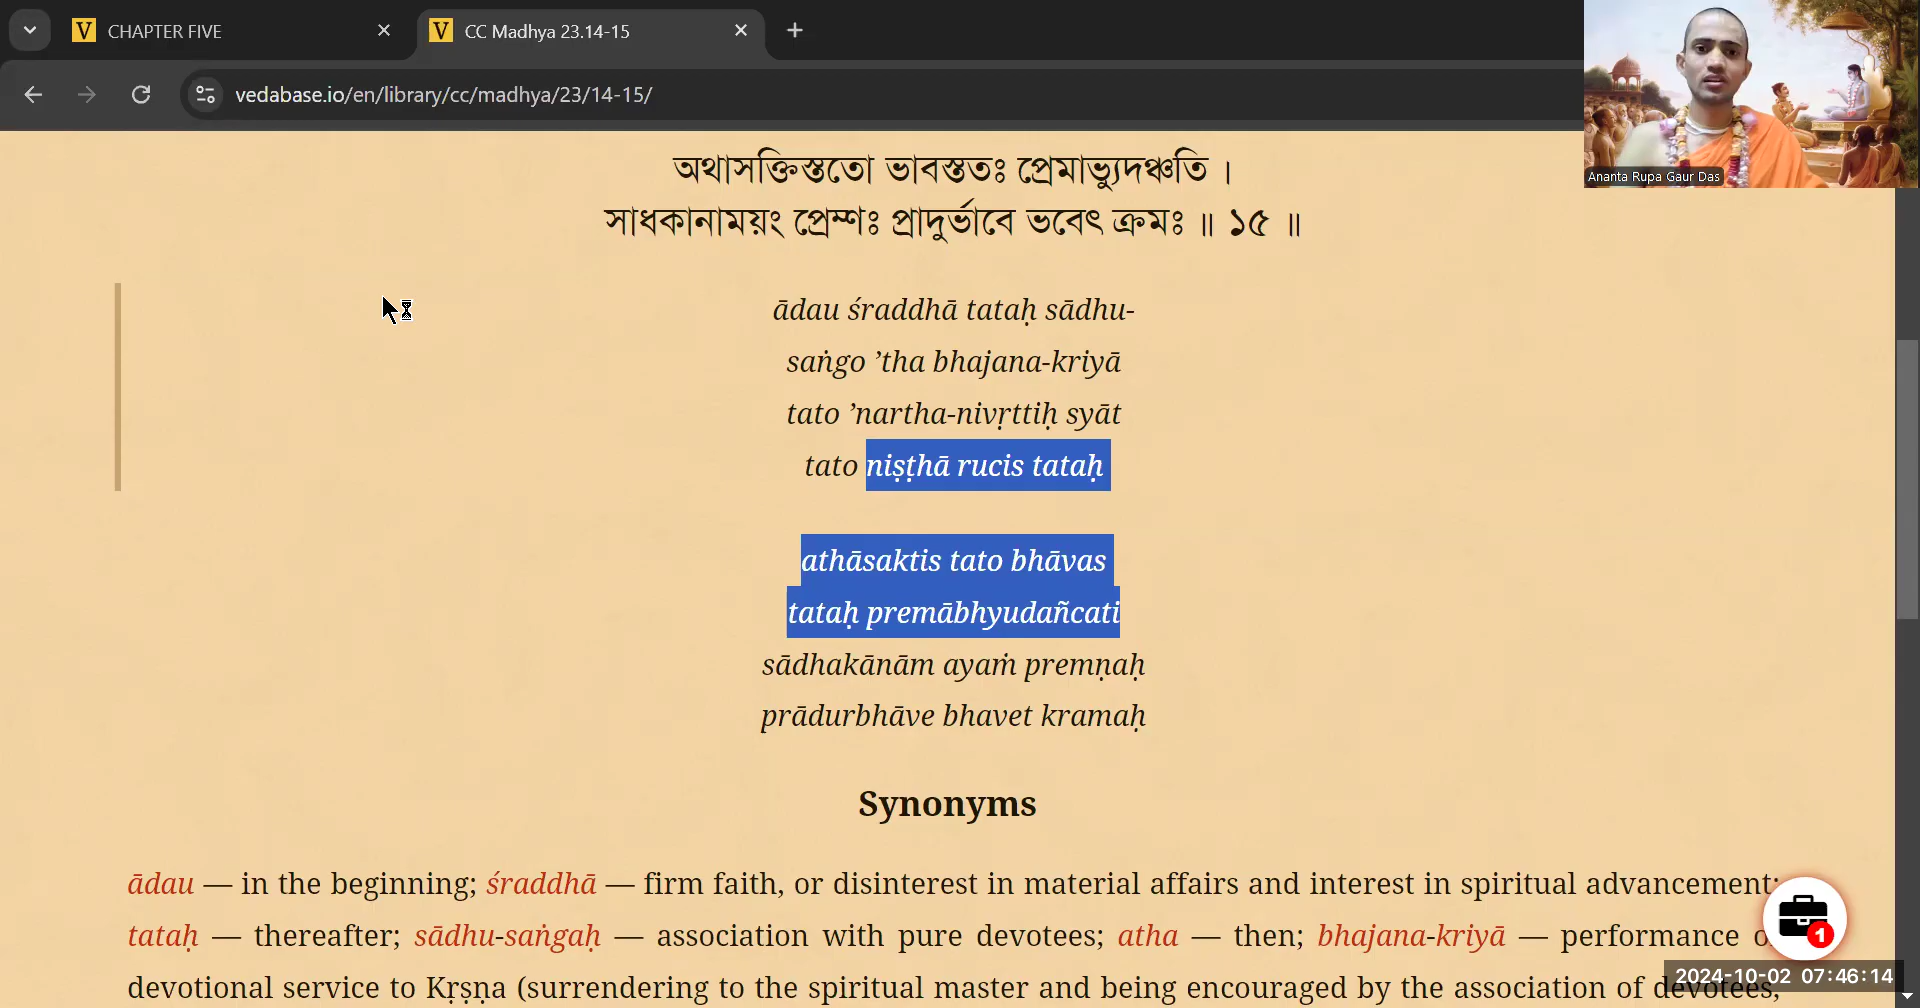 CHAPTER FIVE
CC Madhya 23.14-15
vedabase.io/en/library/cc/madhya/23/14-15/
Ananta Rupa Gaur Das
অথাসক্তিস্ততো ভাবস্ততঃ প্রেমাভ্যুদঞ্চতি ।
সাধকানাময়ং প্রেম্ণঃ প্রাদুর্ভাবে ভবেৎ ক্রমঃ ॥ ১৫ ॥
ādau śraddhā tataḥ sādhu-
saṅgo ’tha bhajana-kriyā
tato ’nartha-nivṛttiḥ syāt
tato niṣṭhā rucis tataḥ
athāsaktis tato bhāvas
tataḥ premābhyudañcati
sādhakānām ayaṁ premṇaḥ
prādurbhāve bhavet kramaḥ
Synonyms
ādau — in the beginning; śraddhā — firm faith, or disinterest in material affairs and interest in spiritual advancement;
tataḥ — thereafter; sādhu-saṅgaḥ — association with pure devotees; atha — then; bhajana-kriyā — performance
devotional service to Kṛṣṇa (surrendering to the spiritual master and being encouraged by the association of devotees,
1
2024-10-02 07:46:14